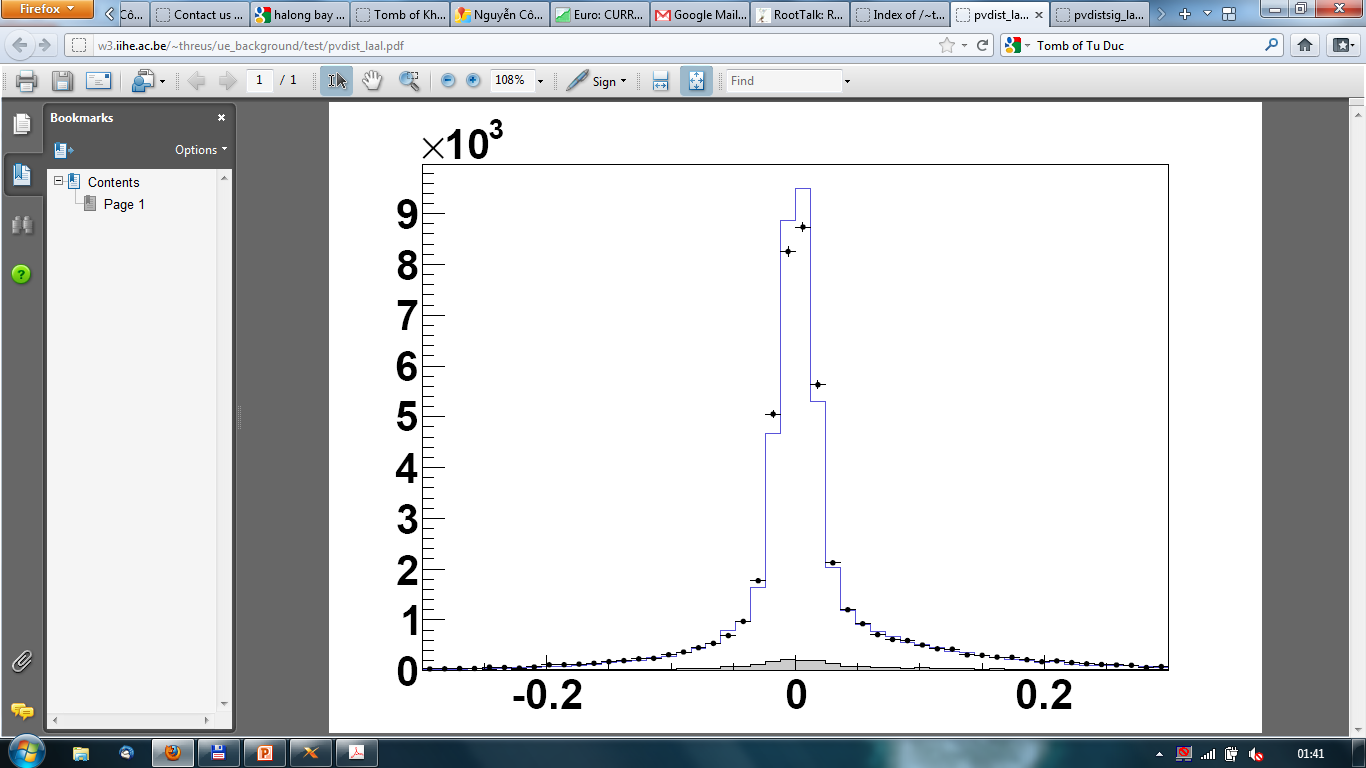 Firefox
Cô... Contact us ... halong bay ... Tomb of Kh... Nguyễn Cô... Euro: CURR... Google Mail... RootTalk: R... Index of /~t... pvdist_la... pvdistsig_la...
w3.iihe.ac.be/~threus/ue_background/test/pvdist_laal.pdf Tomb of Tu Duc
1 / 1 108% Sign Find
Bookmarks
Options
Contents
Page 1
×10³
9
8
7
6
5
4
3
2
1
0
-0.2 0 0.2
01:41